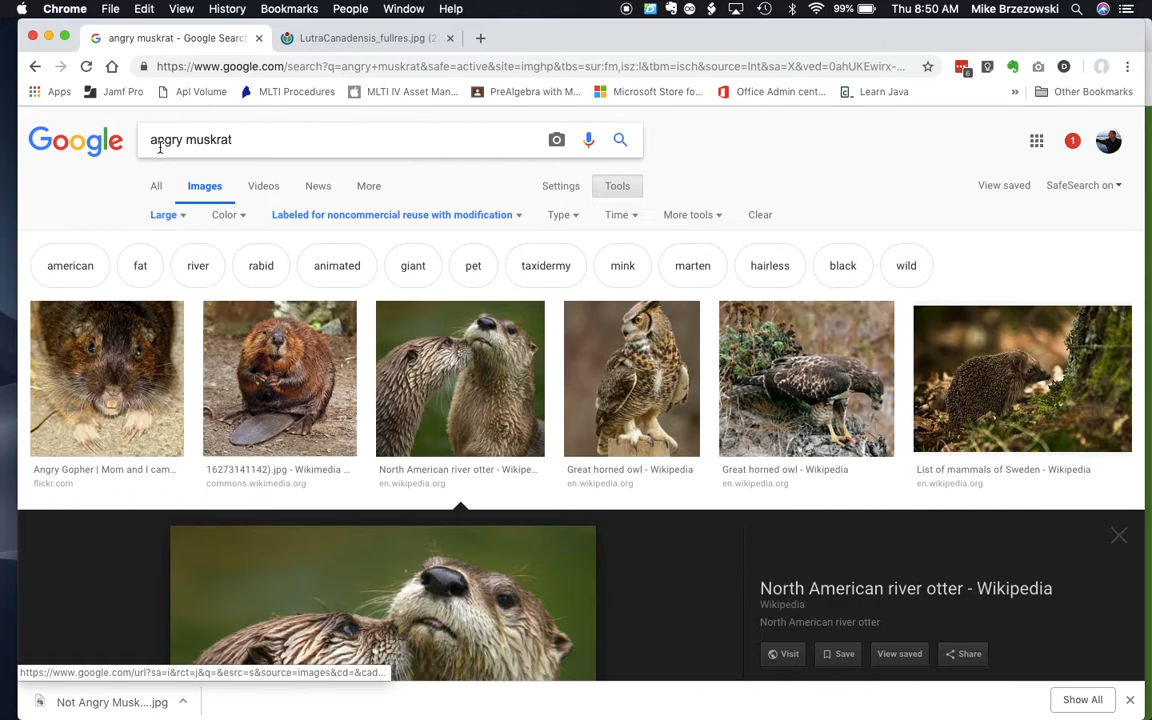 Chrome File Edit View History Bookmarks People Window Help 99% Thu 8:50 AM Mike Brzezowski
angry muskrat - Google Searc LutraCanadensis_fullres.jpg (2
https://www.google.com/search?q=angry+muskrat&safe=active&site=imghp&tbs=sur:fm,isz:l&tbm=isch&source=lnt&sa=X&ved=0ahUKEwirx-... 6 D
Apps Jamf Pro Apl Volume MLTI Procedures MLTI IV Asset Man... PreAlgebra with M... Microsoft Store fo... Office Admin cent... Learn Java » Other Bookmarks
Google angry muskrat 1
All Images Videos News More Settings Tools View saved SafeSearch on
Large Color Labeled for noncommercial reuse with modification Type Time More tools Clear
american fat river rabid animated giant pet taxidermy mink marten hairless black wild
Angry Gopher | Mom and I cam... 16273141142).jpg - Wikimedia ... North American river otter - Wikipe... Great horned owl - Wikipedia Great horned owl - Wikipedia List of mammals of Sweden - Wikipedia
flickr.com commons.wikimedia.org en.wikipedia.org en.wikipedia.org en.wikipedia.org en.wikipedia.org
North American river otter - Wikipedia
Wikipedia
North American river otter
Visit Save View saved Share
https://www.google.com/url?sa=i&rct=j&q=&esrc=s&source=images&cd=&cad...
Not Angry Musk....jpg Show All